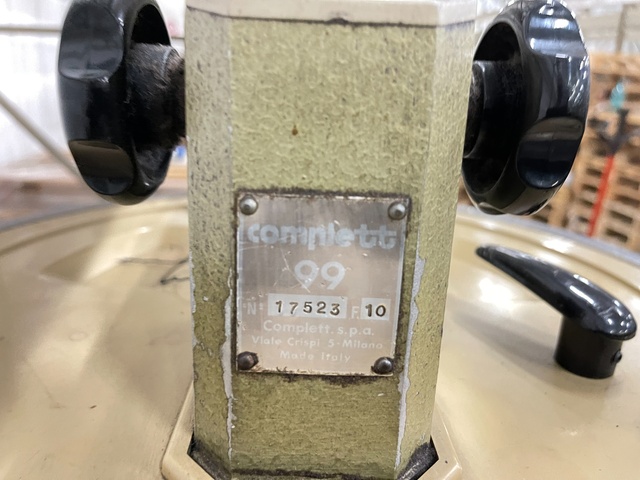 complett
99
N° 17523 F. 10
Complett. s.p.a.
Viale Crispi 5-Milano
Made Italy